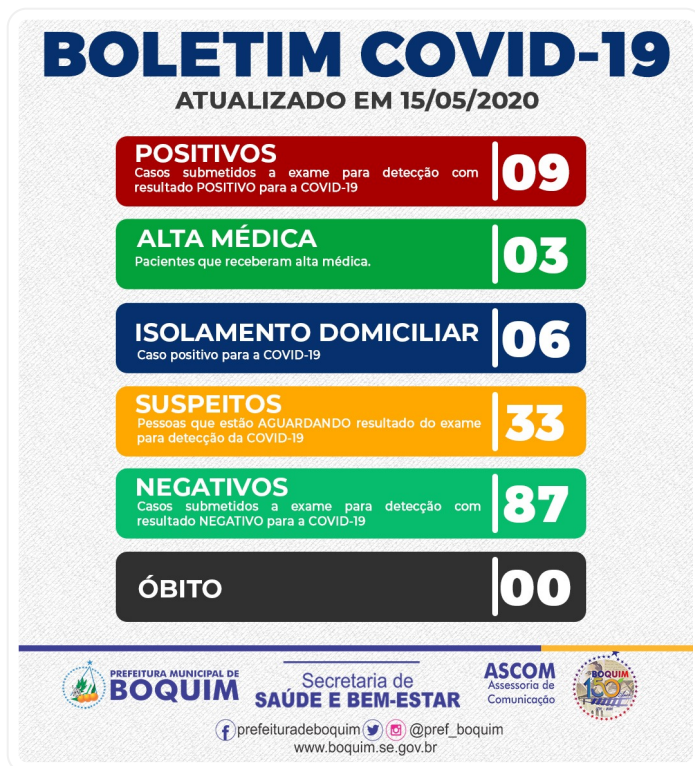 BOLETIM COVID-19
ATUALIZADO EM 15/05/2020
POSITIVOS
Casos submetidos a exame para detecção com
resultado POSITIVO para a COVID-19
09
ALTA MÉDICA
Pacientes que receberam alta médica.
03
ISOLAMENTO DOMICILIAR
Caso positivo para a COVID-19
06
SUSPEITOS
Pessoas que estão AGUARDANDO resultado do exame
para detecção da COVID-19
33
NEGATIVOS
Casos submetidos a exame para detecção com
resultado NEGATIVO para a COVID-19
87
ÓBITO
00
PREFEITURA MUNICIPAL DE
BOQUIM
Secretaria de
SAÚDE E BEM-ESTAR
ASCOM
Assessoria de
Comunicação
BOQUIM
150
prefeituradeboquim @pref_boquim
www.boquim.se.gov.br